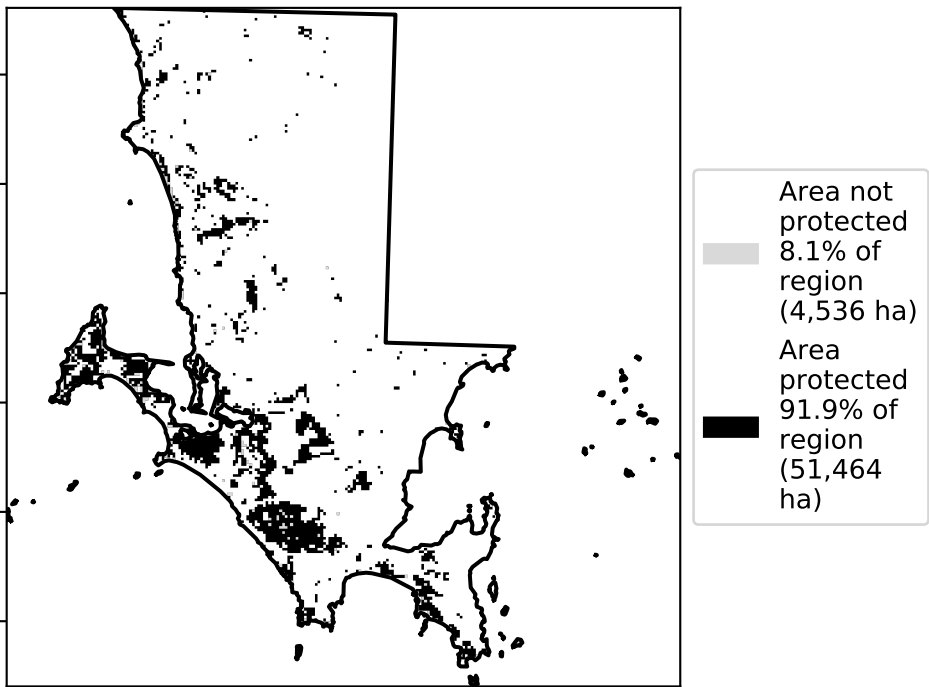 Area not
protected
8.1% of
region
(4,536 ha)
Area
protected
91.9% of
region
(51,464
ha)